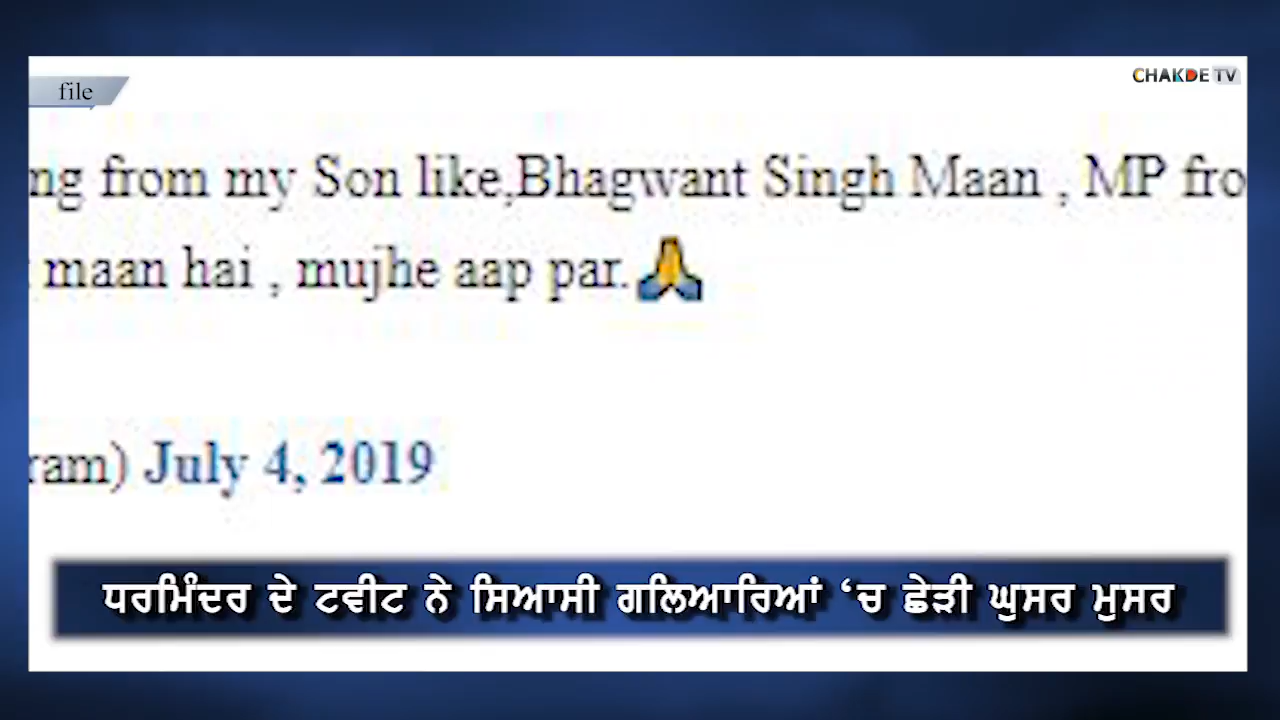 file
CHAKDE TV
ng from my Son like,Bhagwant Singh Maan , MP fro
maan hai , mujhe aap par.🙏
ram) July 4, 2019
ਧਰਮਿੰਦਰ ਦੇ ਟਵੀਟ ਨੇ ਸਿਆਸੀ ਗਲਿਆਰਿਆਂ ‘ਚ ਛੇੜੀ ਘੁਸਰ ਮੁਸਰ